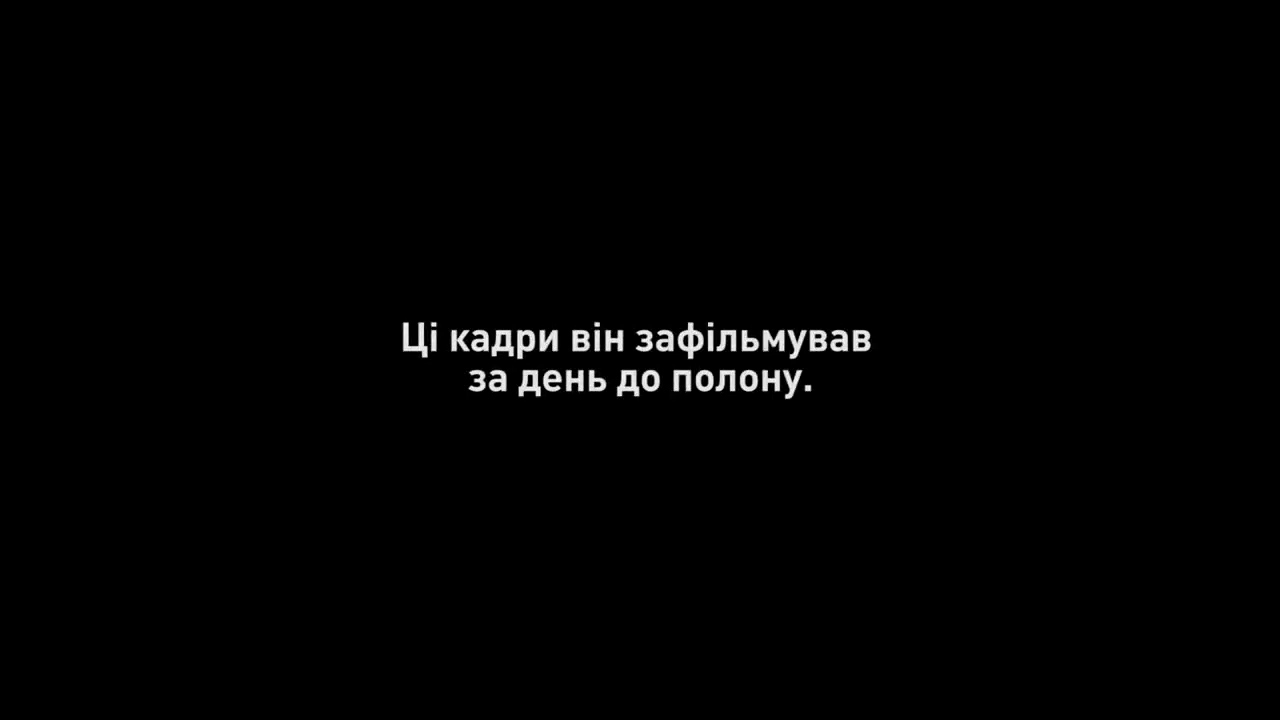 Ці кадри він зафільмував
за день до полону.